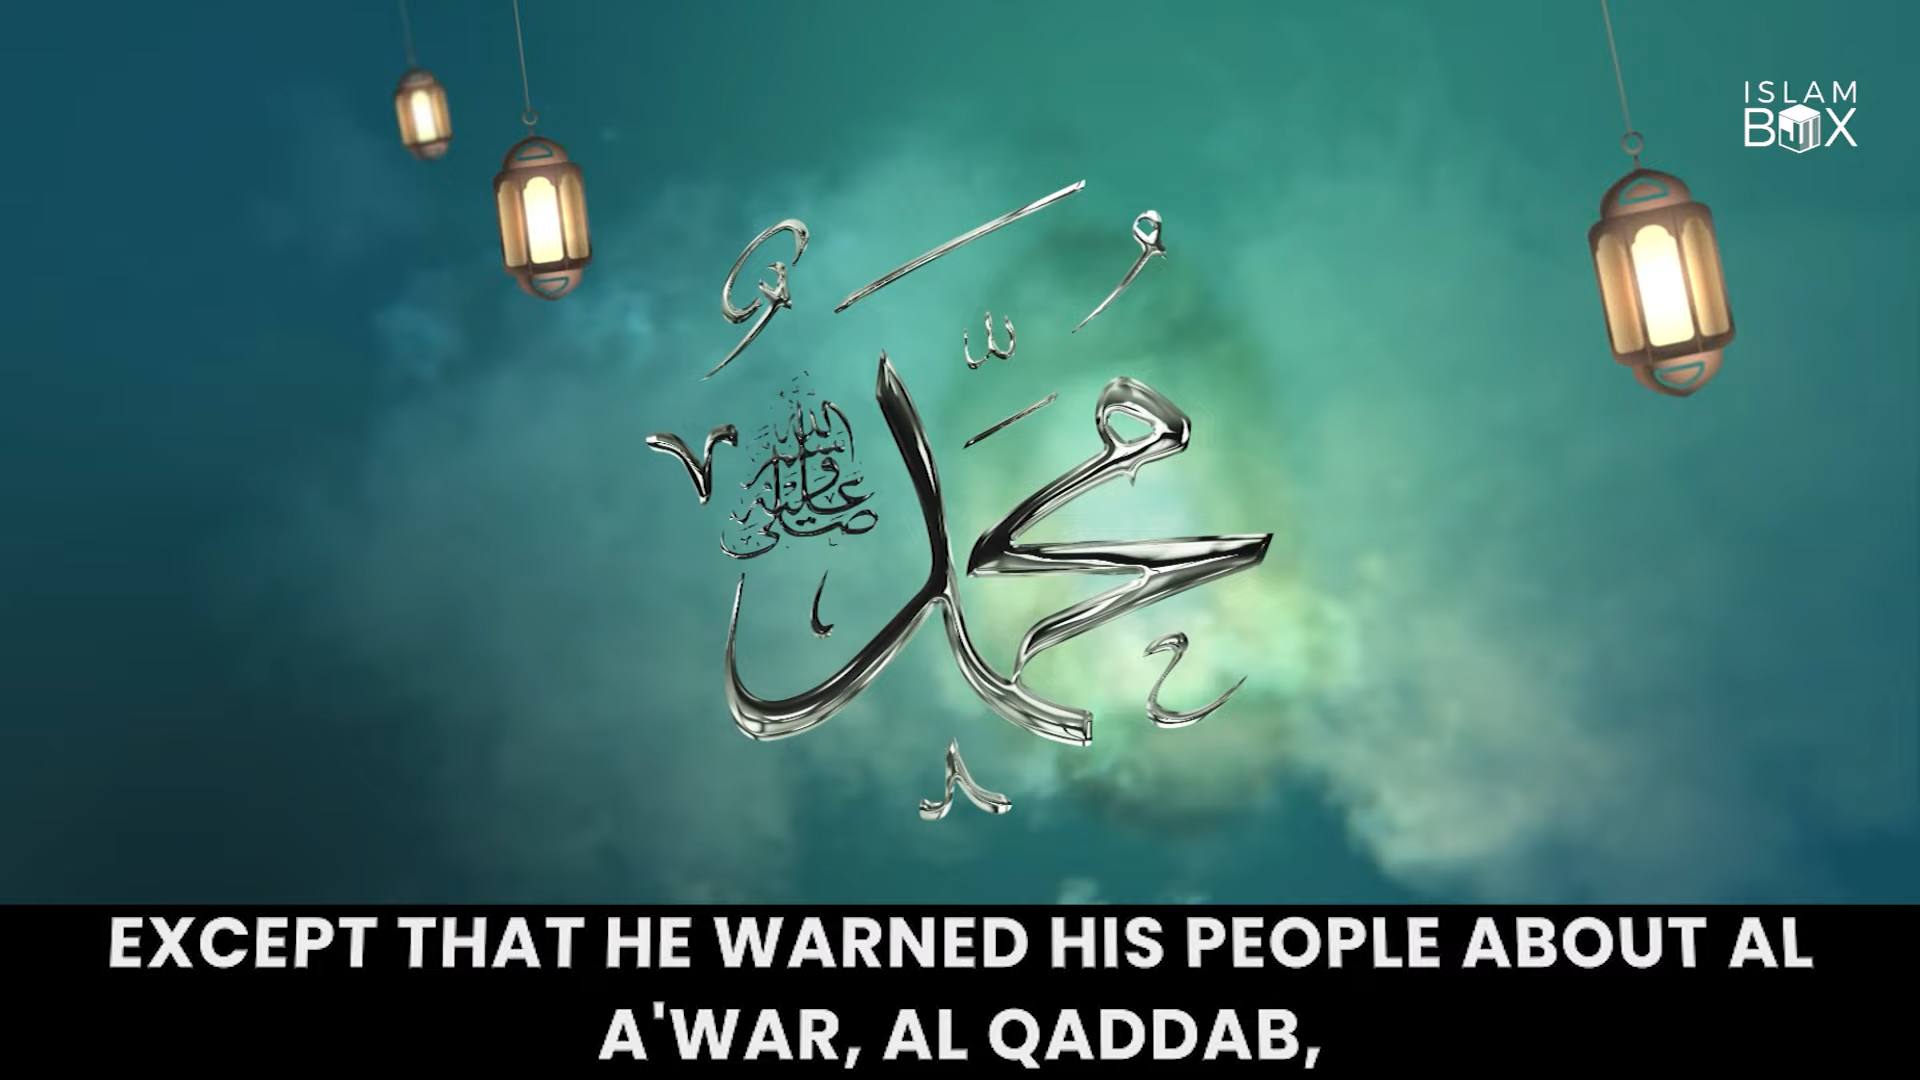 ISLAM
BOX
محمد
صلى الله عليه وسلم
EXCEPT THAT HE WARNED HIS PEOPLE ABOUT AL
A'WAR, AL QADDAB,